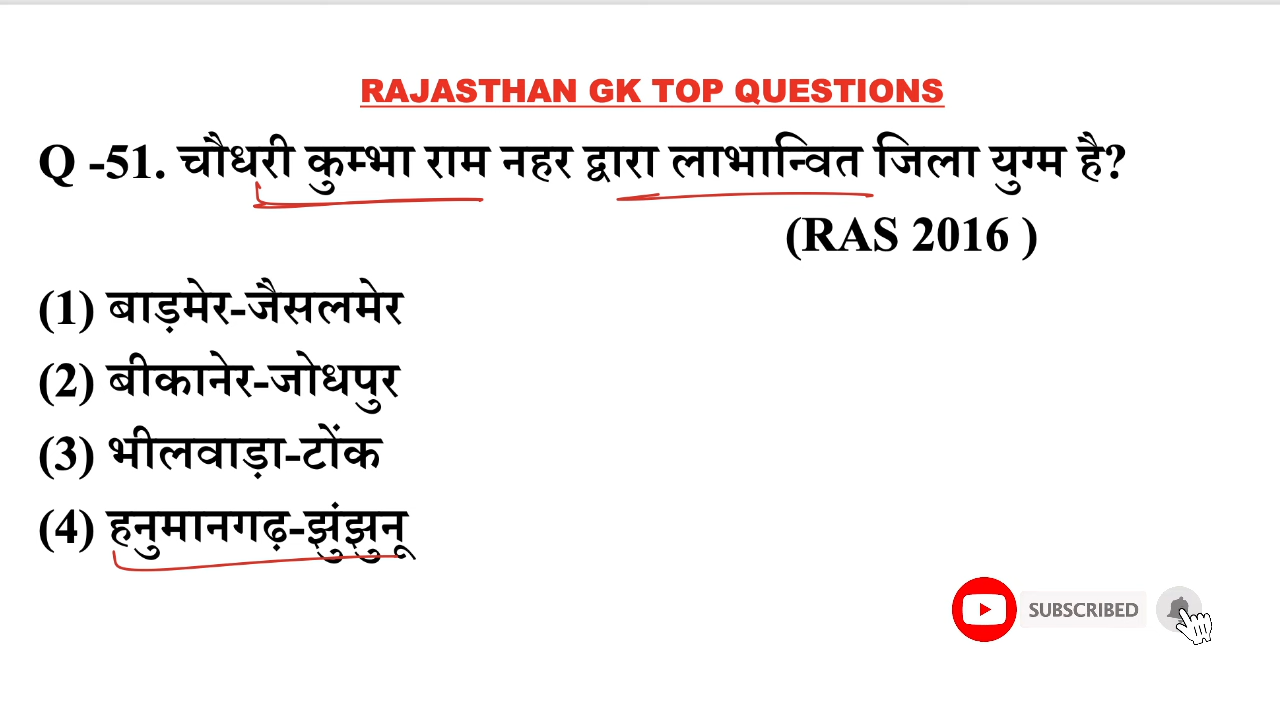 RAJASTHAN GK TOP QUESTIONS
Q -51. चौधरी कुम्भा राम नहर द्वारा लाभान्वित जिला युग्म है?
(RAS 2016 )
(1) बाड़मेर-जैसलमेर
(2) बीकानेर-जोधपुर
(3) भीलवाड़ा-टोंक
(4) हनुमानगढ़-झुंझुनू
SUBSCRIBED